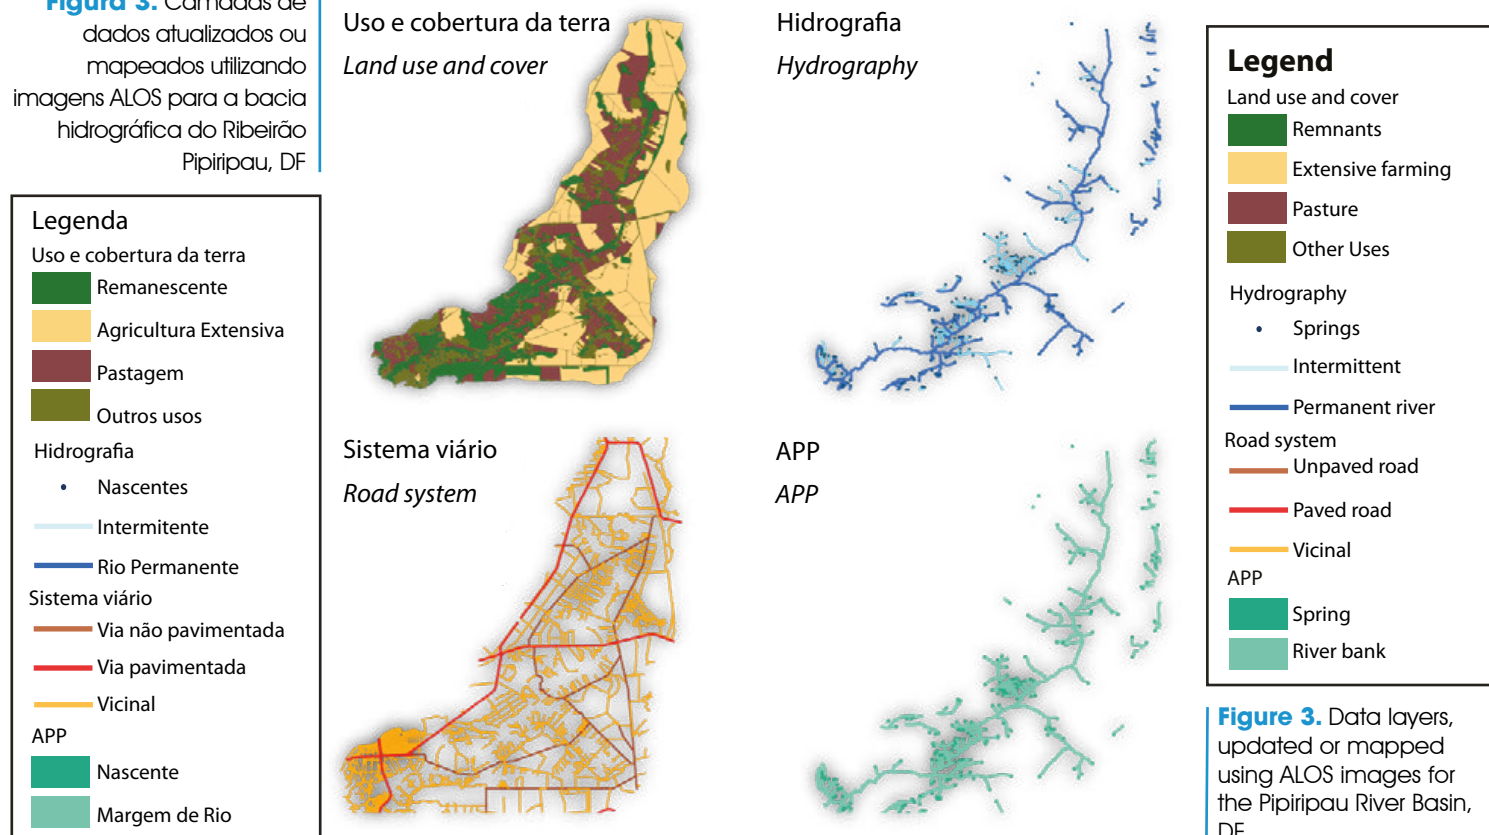 Figura 3. Camadas de
dados atualizados ou
mapeados utilizando
imagens ALOS para a bacia
hidrográfica do Ribeirão
Pipiripau, DF
Legenda
Uso e cobertura da terra
Remanescente
Agricultura Extensiva
Pastagem
Outros usos
Hidrografia
Nascentes
Intermitente
Rio Permanente
Sistema viário
Via não pavimentada
Via pavimentada
Vicinal
APP
Nascente
Margem de Rio
Uso e cobertura da terra
Land use and cover
Hidrografia
Hydrography
Sistema viário
Road system
APP
APP
Legend
Land use and cover
Remnants
Extensive farming
Pasture
Other Uses
Hydrography
Springs
Intermittent
Permanent river
Road system
Unpaved road
Paved road
Vicinal
APP
Spring
River bank
Figure 3. Data layers,
updated or mapped
using ALOS images for
the Pipiripau River Basin,
DF